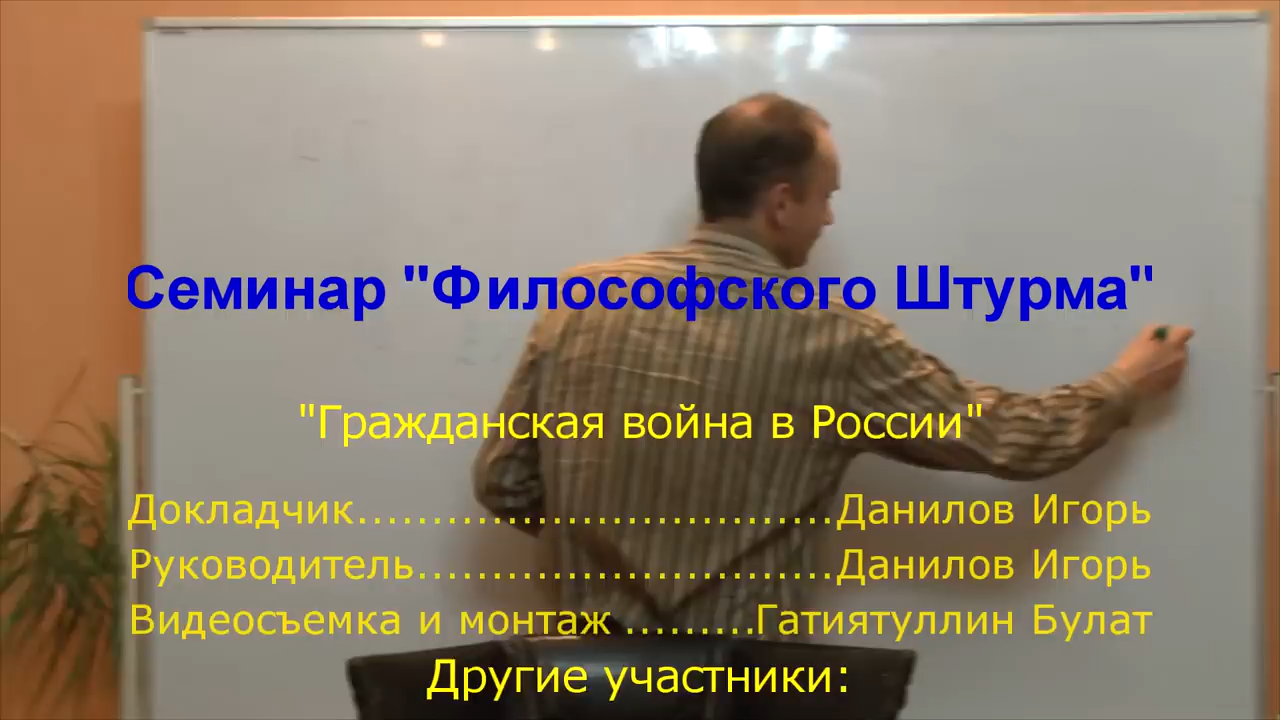 Семинар "Философского Штурма"
"Гражданская война в России"
Докладчик................................Данилов Игорь
Руководитель............................Данилов Игорь
Видеосъемка и монтаж .........Гатиятуллин Булат
Другие участники: